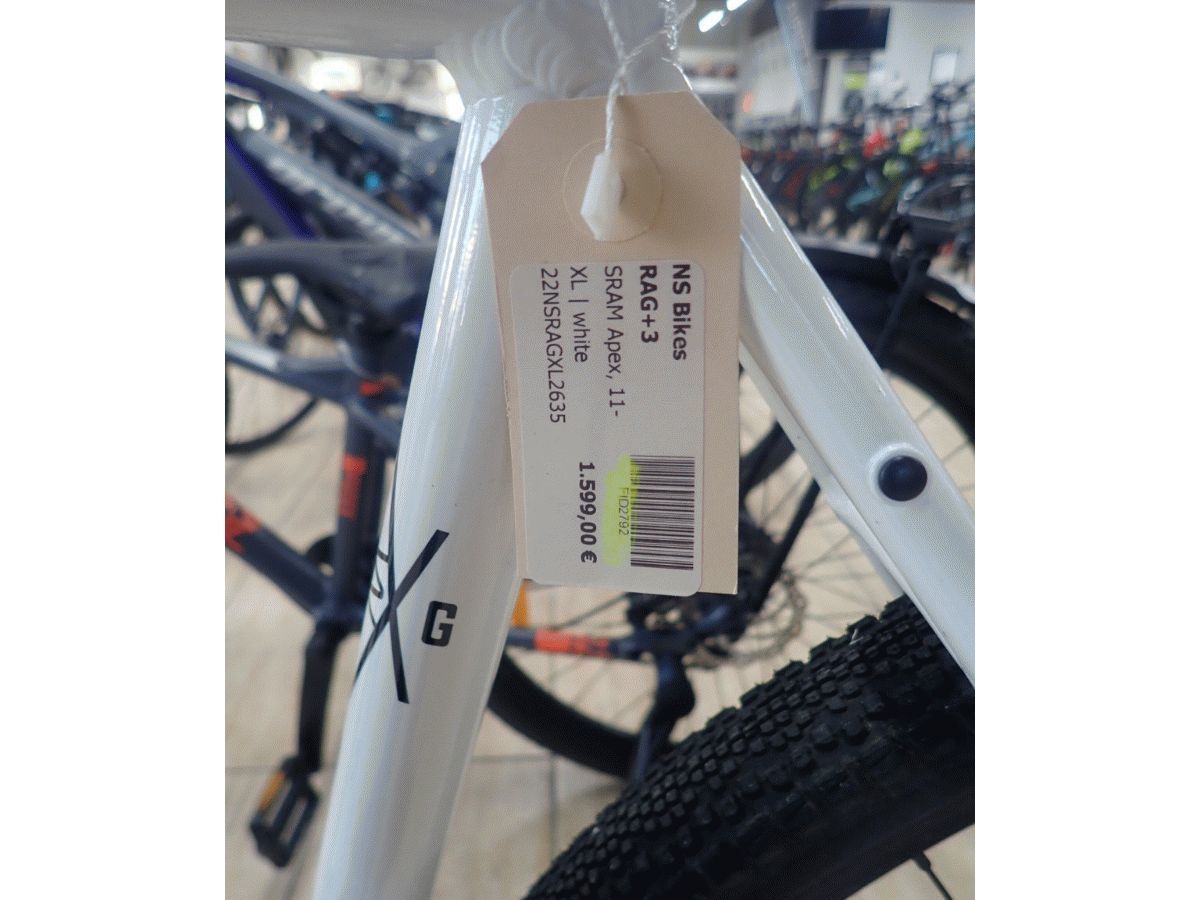 NS Bikes
RAG+3
SRAM Apex, 11-
XL | white
22NSRAGXL2635
FID2792
1.599,00 €
G